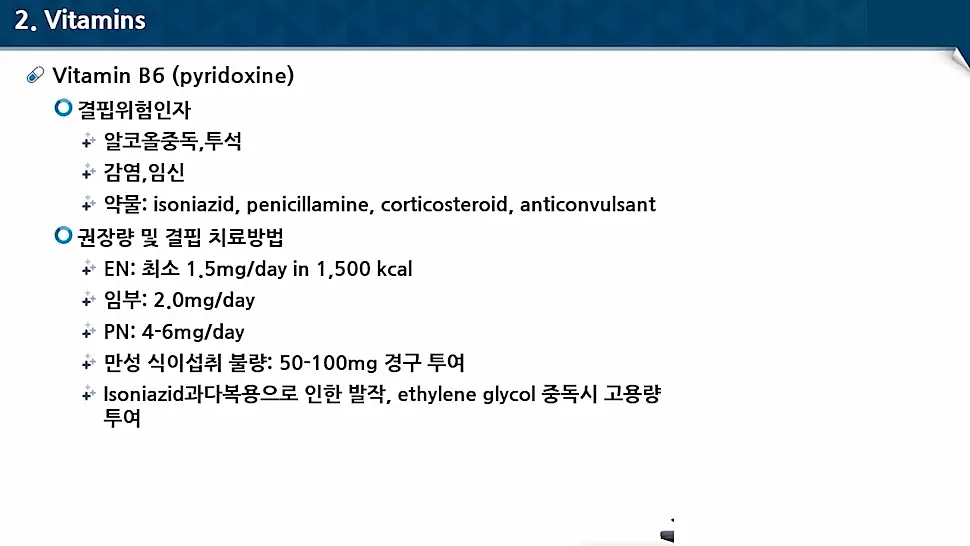 2. Vitamins
Vitamin B6 (pyridoxine)
결핍위험인자
알코올중독,투석
감염,임신
약물: isoniazid, penicillamine, corticosteroid, anticonvulsant
권장량 및 결핍 치료방법
EN: 최소 1.5mg/day in 1,500 kcal
임부: 2.0mg/day
PN: 4-6mg/day
만성 식이섭취 불량: 50-100mg 경구 투여
Isoniazid과다복용으로 인한 발작, ethylene glycol 중독시 고용량
투여